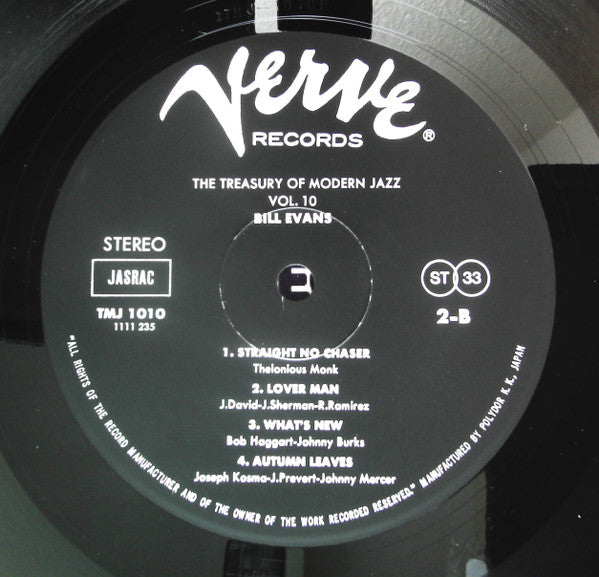 Verve
RECORDS®
THE TREASURY OF MODERN JAZZ
VOL. 10
BILL EVANS
STEREO
JASRAC
TMJ 1010
1111 235
ST 33
2-B
1. STRAIGHT NO CHASER
Thelonious Monk
2. LOVER MAN
J.David-J.Sherman-R.Ramirez
3. WHAT'S NEW
Bob Haggart-Johnny Burks
4. AUTUMN LEAVES
Joseph Kosma-J.Prevert-Johnny Mercer
"ALL RIGHTS OF THE RECORD MANUFACTURER AND OF THE OWNER OF THE WORK RECORDED RESERVED." MANUFACTURED BY POLYDOR K. K., JAPAN